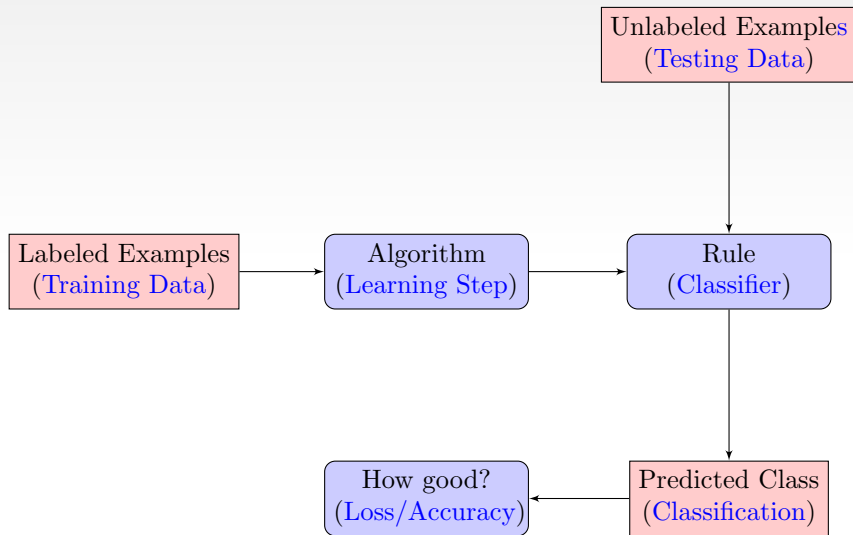 Unlabeled Examples
(Testing Data)
Labeled Examples
(Training Data)
Algorithm
(Learning Step)
Rule
(Classifier)
How good?
(Loss/Accuracy)
Predicted Class
(Classification)